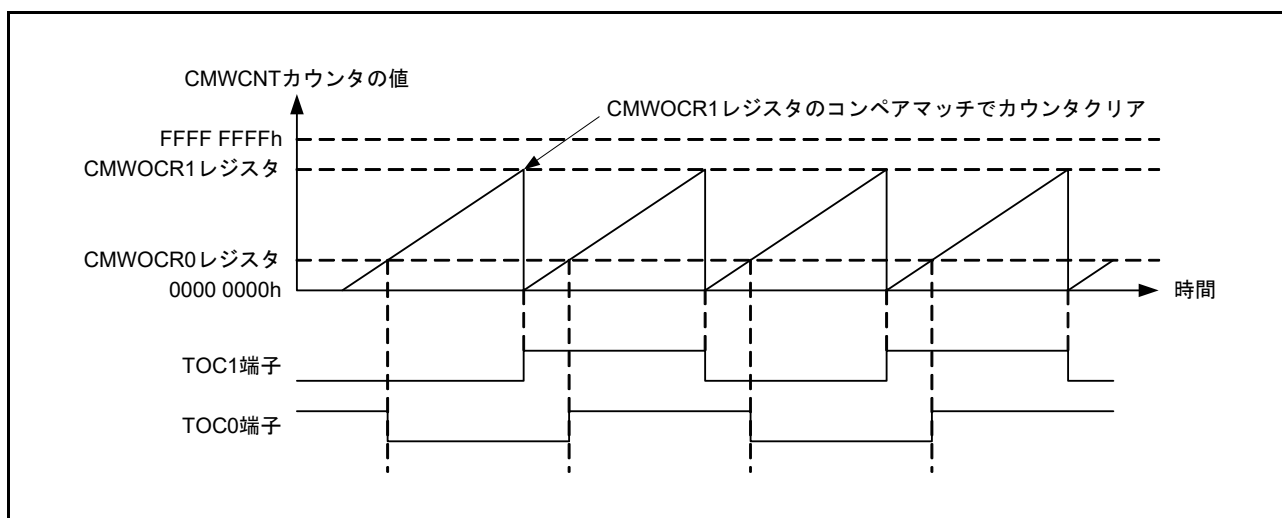 CMWCNTカウンタの値
CMWOCR1レジスタのコンペアマッチでカウンタクリア
FFFF FFFFh
CMWOCR1レジスタ
CMWOCR0レジスタ
0000 0000h
時間
TOC1端子
TOC0端子